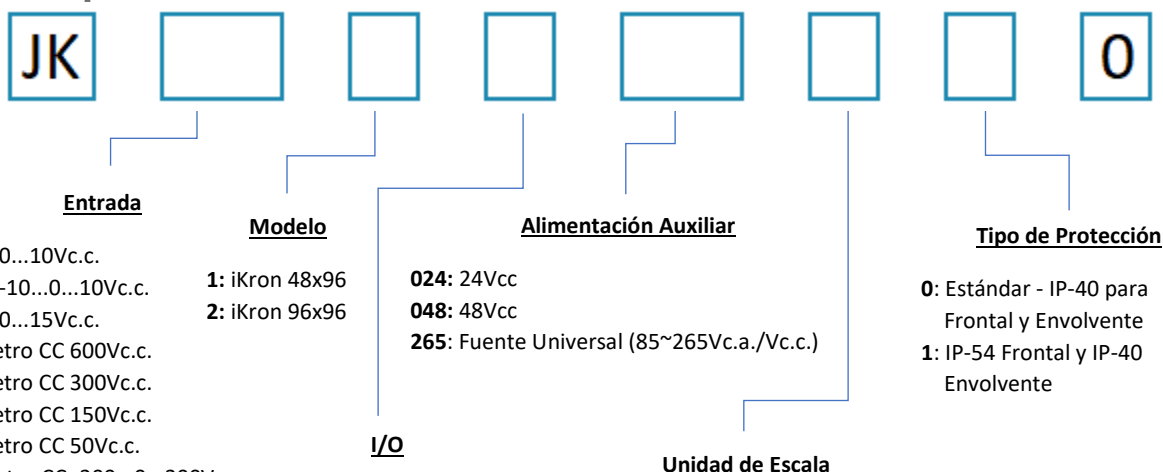 JK 0
Entrada
0...10Vc.c.
-10...0...10Vc.c.
0...15Vc.c.
etro CC 600Vc.c.
etro CC 300Vc.c.
etro CC 150Vc.c.
etro CC 50Vc.c.
Modelo
1: iKron 48x96
2: iKron 96x96
I/O
Alimentación Auxiliar
024: 24Vcc
048: 48Vcc
265: Fuente Universal (85~265Vc.a./Vc.c.)
Unidad de Escala
Tipo de Protección
0: Estándar - IP-40 para
Frontal y Envolvente
1: IP-54 Frontal y IP-40
Envolvente